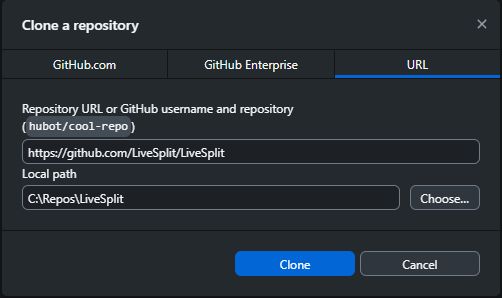 Clone a repository
GitHub.com
GitHub Enterprise
URL
Repository URL or GitHub username and repository
(hubot/cool-repo)
https://github.com/LiveSplit/LiveSplit
Local path
C:\Repos\LiveSplit
Choose...
Clone
Cancel